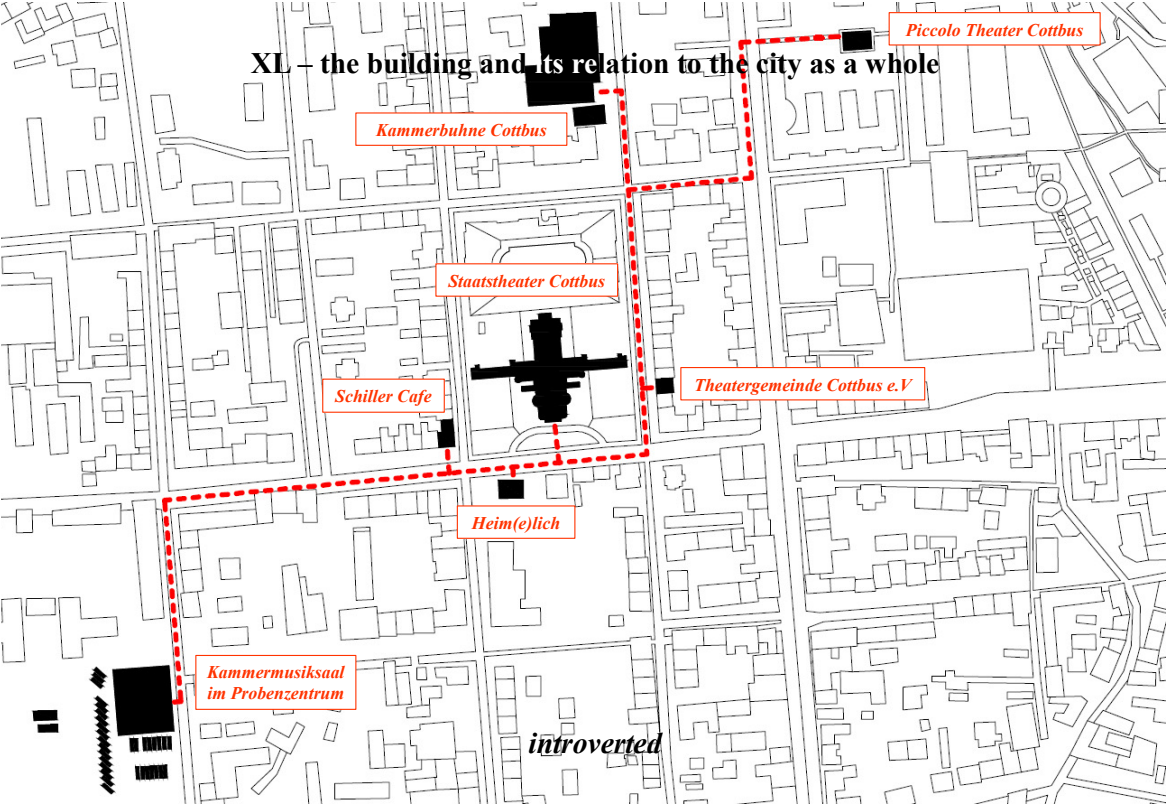 Piccolo Theater Cottbus
XL – the building and its relation to the city as a whole
Kammerbuhne Cottbus
Staatstheater Cottbus
Theatergemeinde Cottbus e.V
Schiller Cafe
Heim(e)lich
Kammermusiksaal
im Probenzentrum
introverted